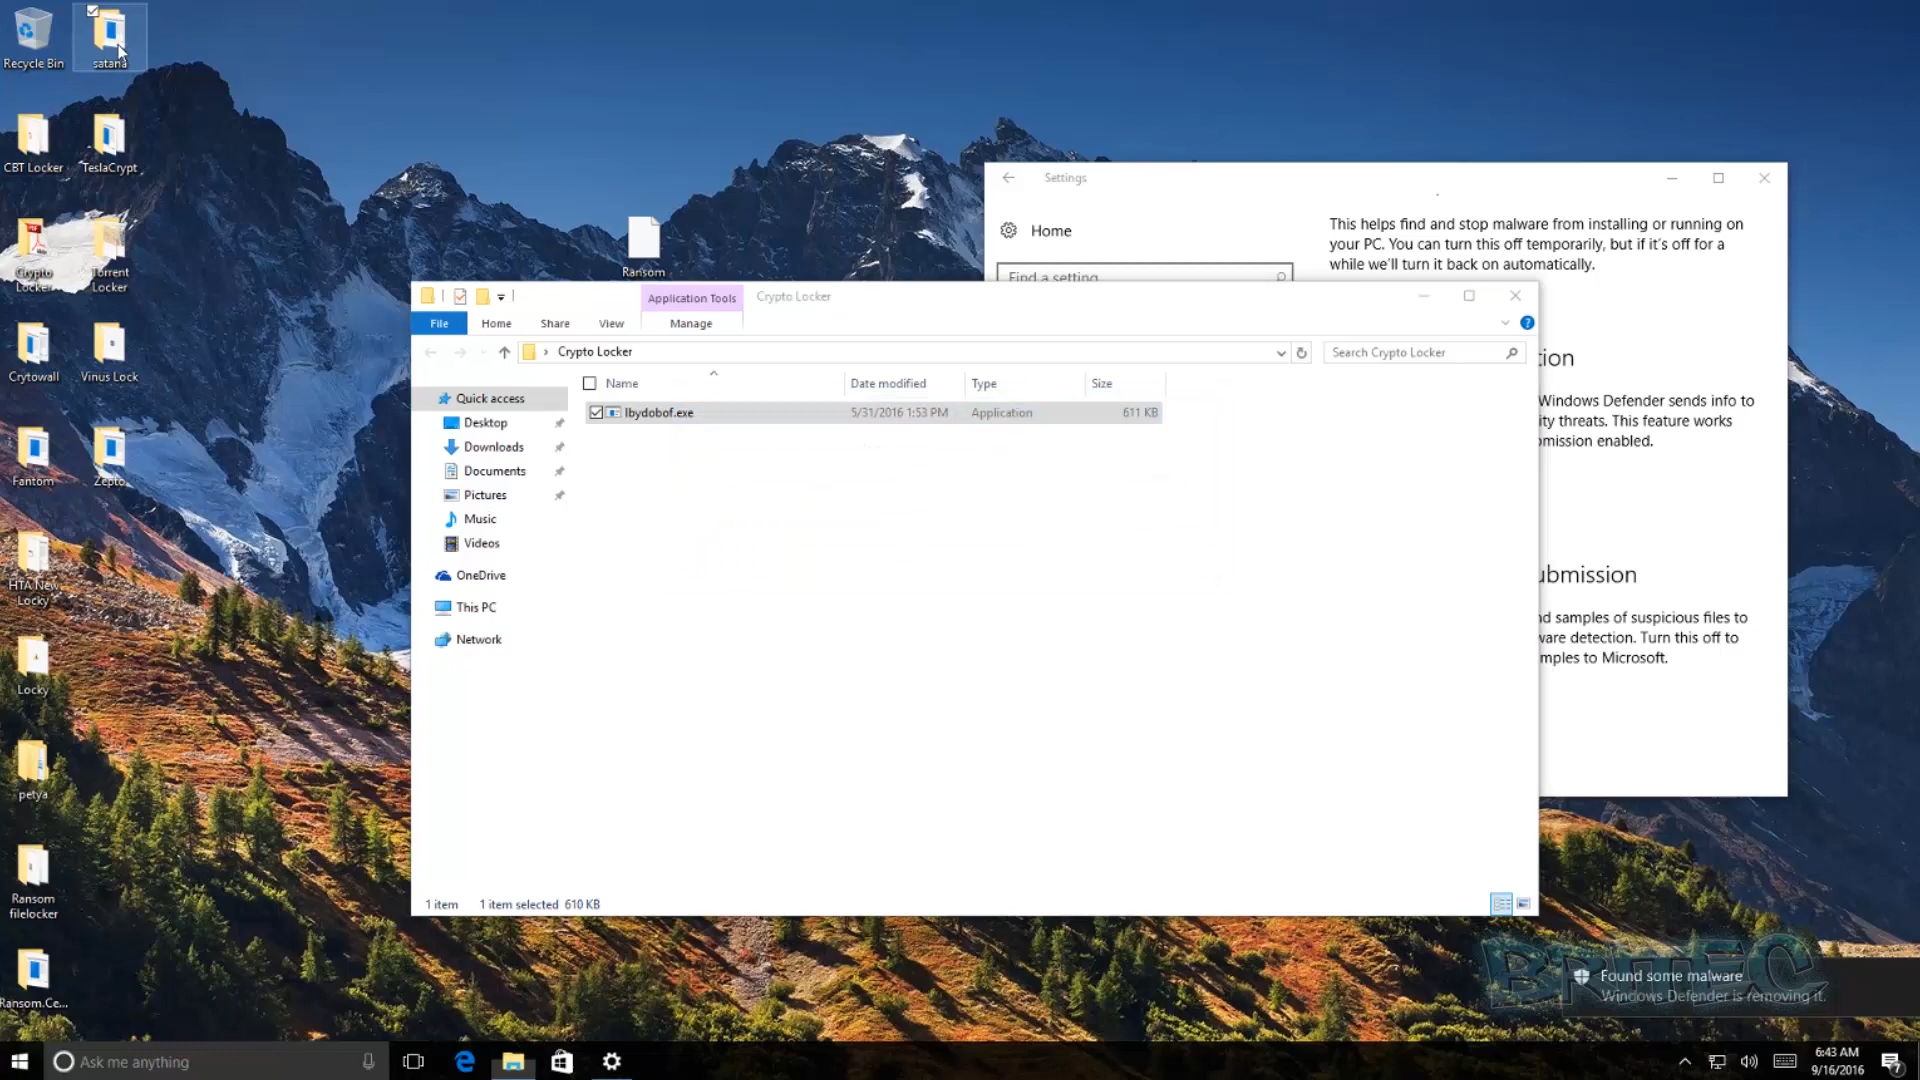 Recycle Bin
satana
CBT Locker
TeslaCrypt
Crypto
Locker
Torrent
Locker
Crytowall
Vinus Lock
Fantom
Zepto
HTA New
Locky
Locky
petya
Ransom
filelocker
Ransom.Ce...
Ransom
Settings
Home
Find a setting
This helps find and stop malware from installing or running on
your PC. You can turn this off temporarily, but if it's off for a
while we'll turn it back on automatically.
tion
Windows Defender sends info to
ity threats. This feature works
omission enabled.
ubmission
nd samples of suspicious files to
ware detection. Turn this off to
mples to Microsoft.
Application Tools
Crypto Locker
File
Home
Share
View
Manage
Crypto Locker
Search Crypto Locker
Name
Date modified
Type
Size
lbydobof.exe
5/31/2016 1:53 PM
Application
611 KB
Quick access
Desktop
Downloads
Documents
Pictures
Music
Videos
OneDrive
This PC
Network
1 item
1 item selected 610 KB
BRITEC
Found some malware
Windows Defender is removing it.
Ask me anything
6:43 AM
9/16/2016
7